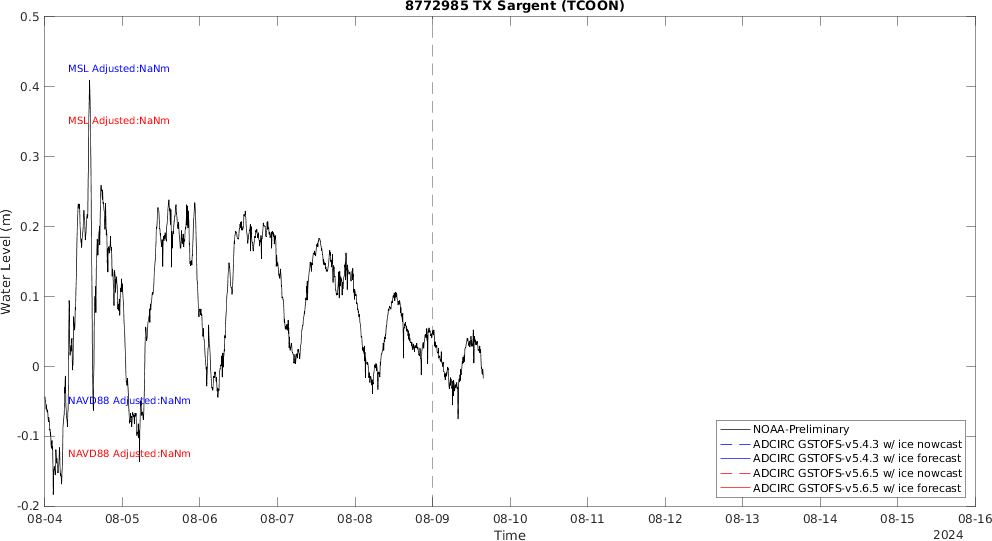 8772985 TX Sargent (TCOON)
0.5
0.4
0.3
0.2
0.1
0
-0.1
-0.2
Water Level (m)
MSL Adjusted:NaNm
MSL Adjusted:NaNm
NAVD88 Adjusted:NaNm
NAVD88 Adjusted:NaNm
NOAA-Preliminary
ADCIRC GSTOFS-v5.4.3 w/ ice nowcast
ADCIRC GSTOFS-v5.4.3 w/ ice forecast
ADCIRC GSTOFS-v5.6.5 w/ ice nowcast
ADCIRC GSTOFS-v5.6.5 w/ ice forecast
08-04 08-05 08-06 08-07 08-08 08-09 08-10 08-11 08-12 08-13 08-14 08-15 08-16
Time
2024